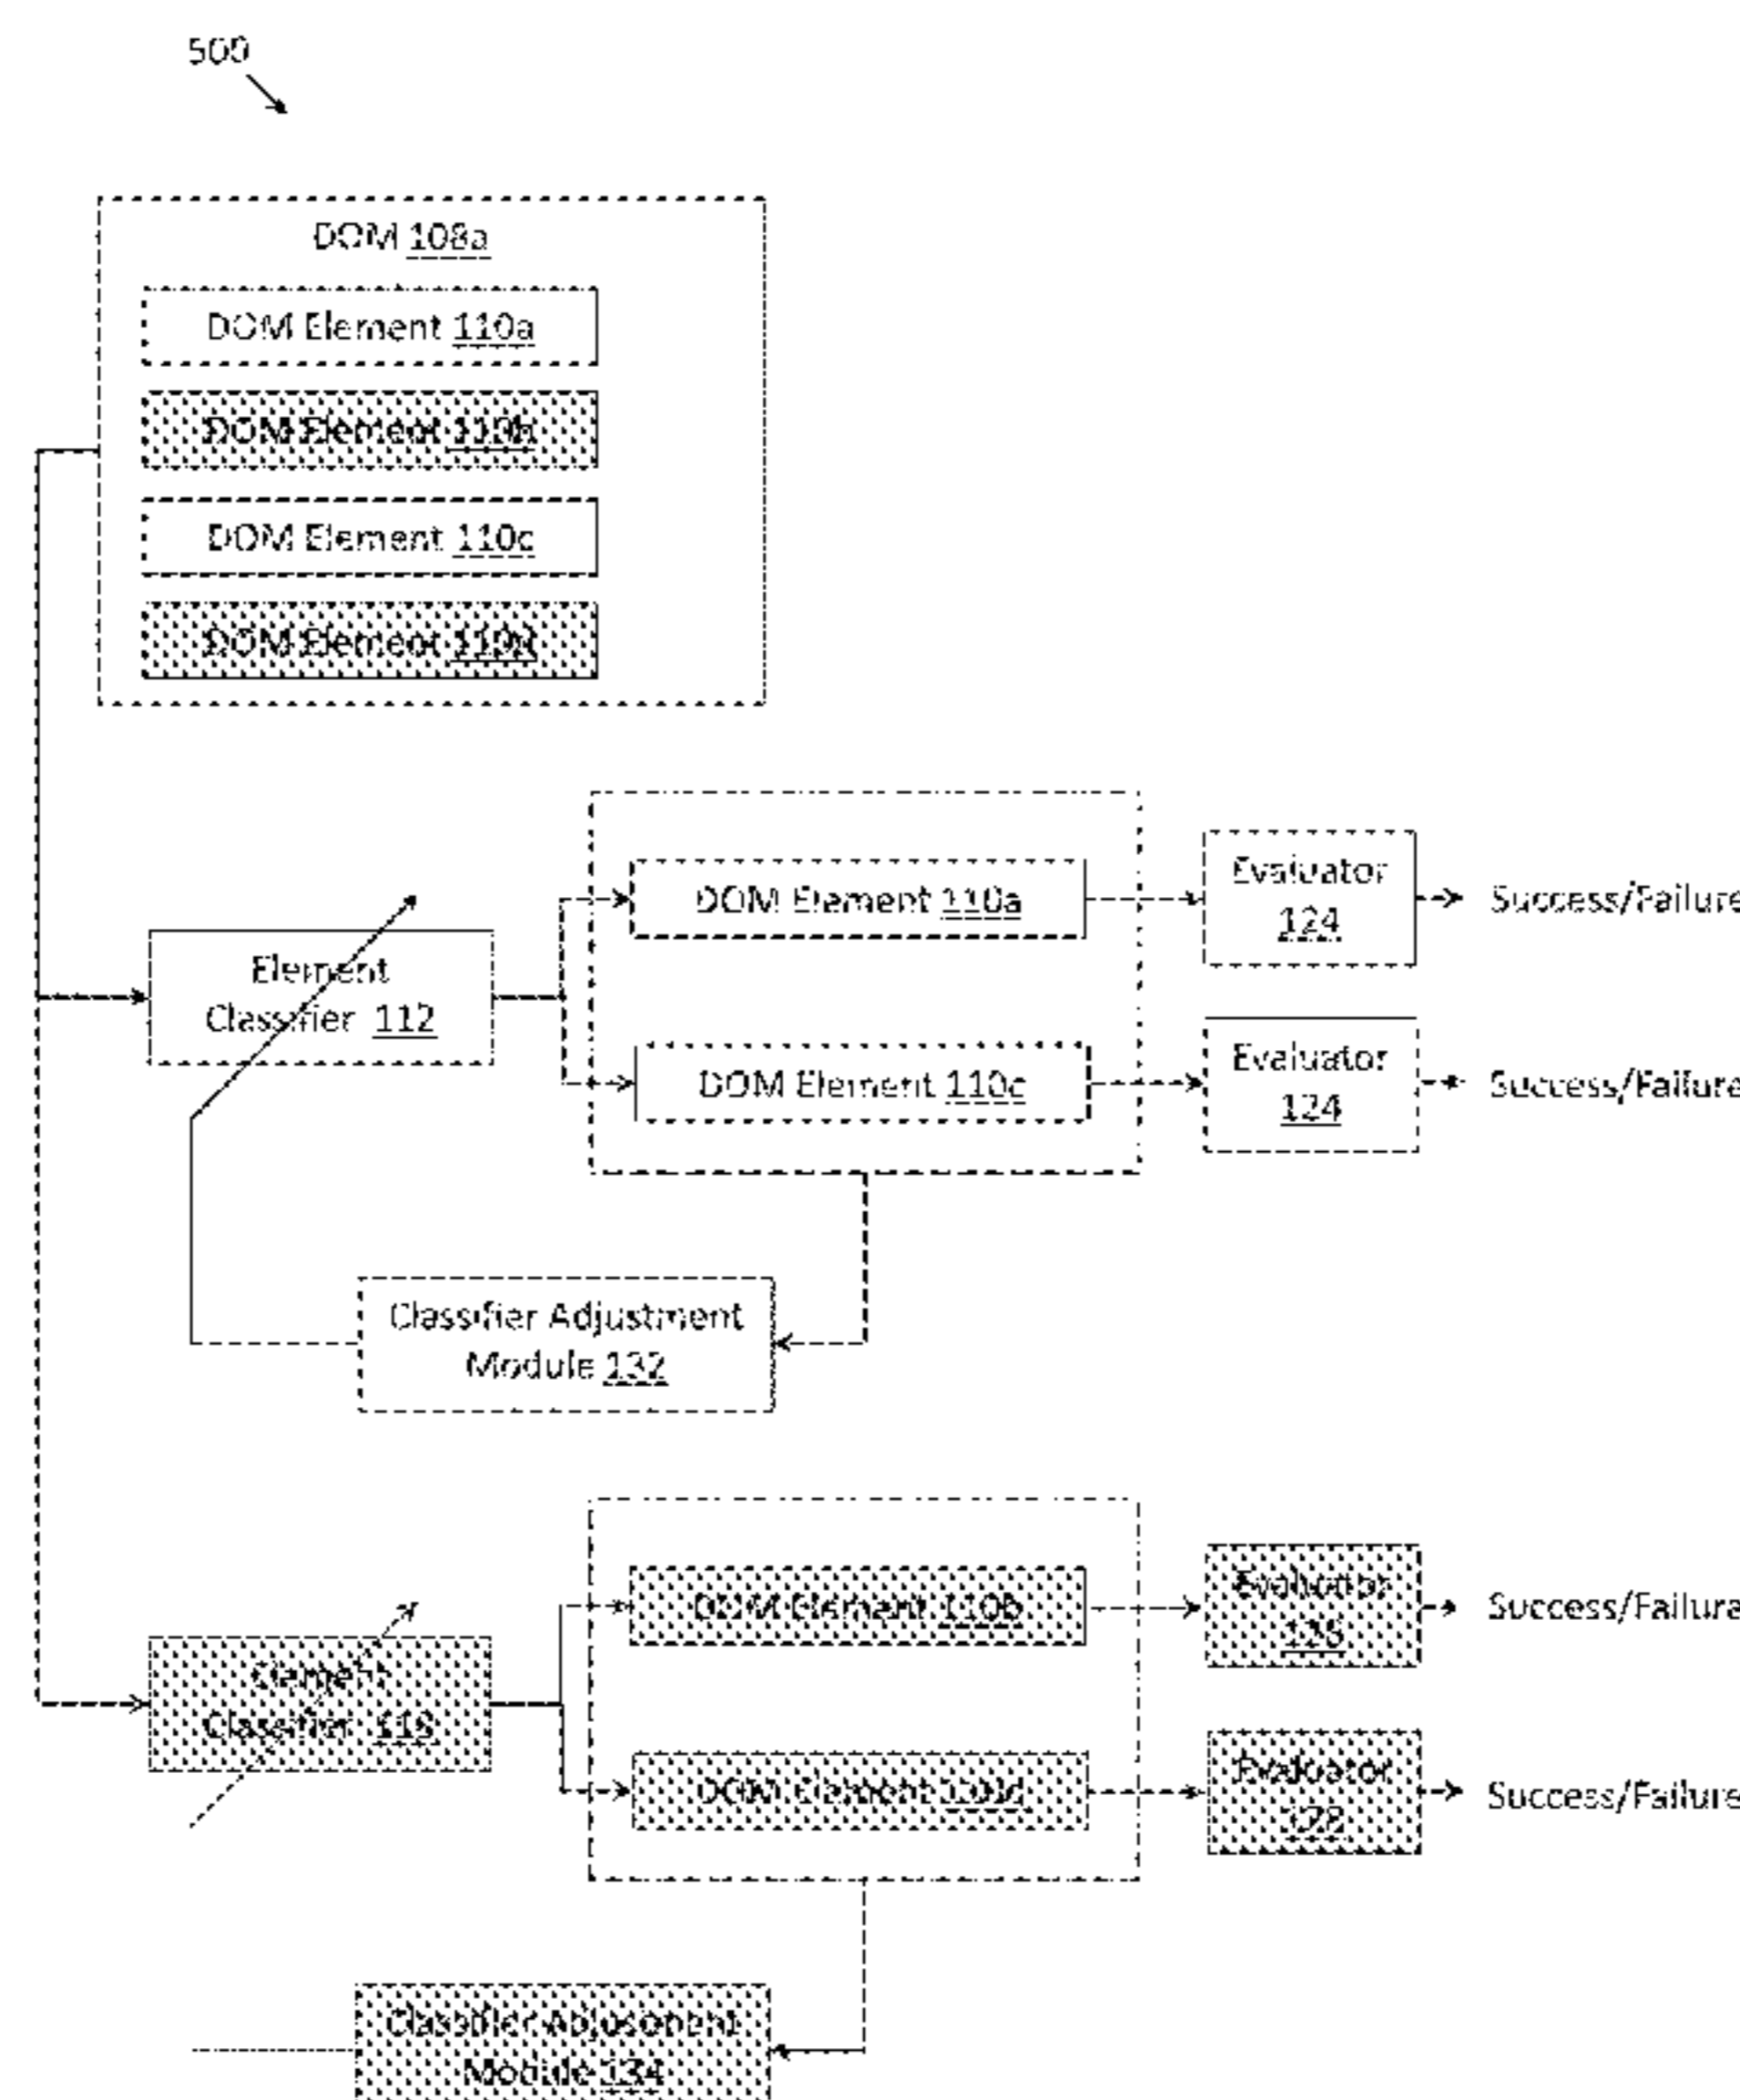 500
DOM 108a
DOM Element 110a
DOM Element 110b
DOM Element 110c
DOM Element 110d
DOM Element 110a
Evaluator
124
Success/Failure
Element
Classifier 112
DOM Element 110c
Evaluator
124
Success/Failure
Classifier Adjustment
Module 132
DOM Element 110b
Evaluator
Success/Failure
Element
Classifier
DOM Element
Evaluator
128
Success/Failure
Classifier Adjustment
Module 134